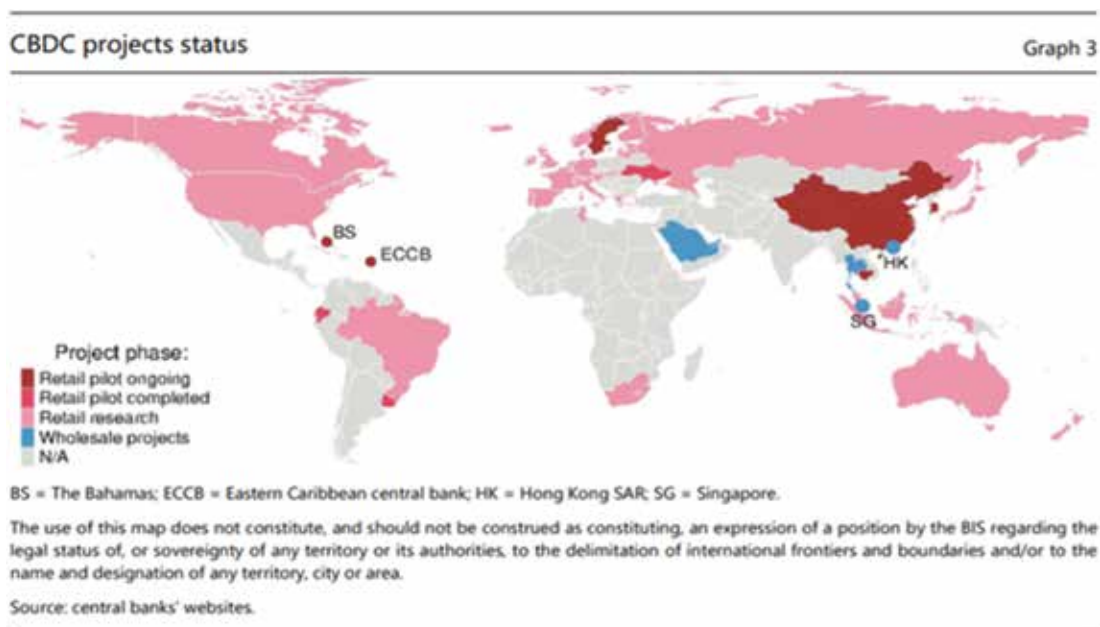 CBDC projects status
Graph 3
BS
ECCB
HK
SG
Project phase:
Retail pilot ongoing
Retail pilot completed
Retail research
Wholesale projects
N/A
BS = The Bahamas; ECCB = Eastern Caribbean central bank; HK = Hong Kong SAR; SG = Singapore.
The use of this map does not constitute, and should not be construed as constituting, an expression of a position by the BIS regarding the
legal status of, or sovereignty of any territory or its authorities, to the delimitation of international frontiers and boundaries and/or to the
name and designation of any territory, city or area.
Source: central banks' websites.